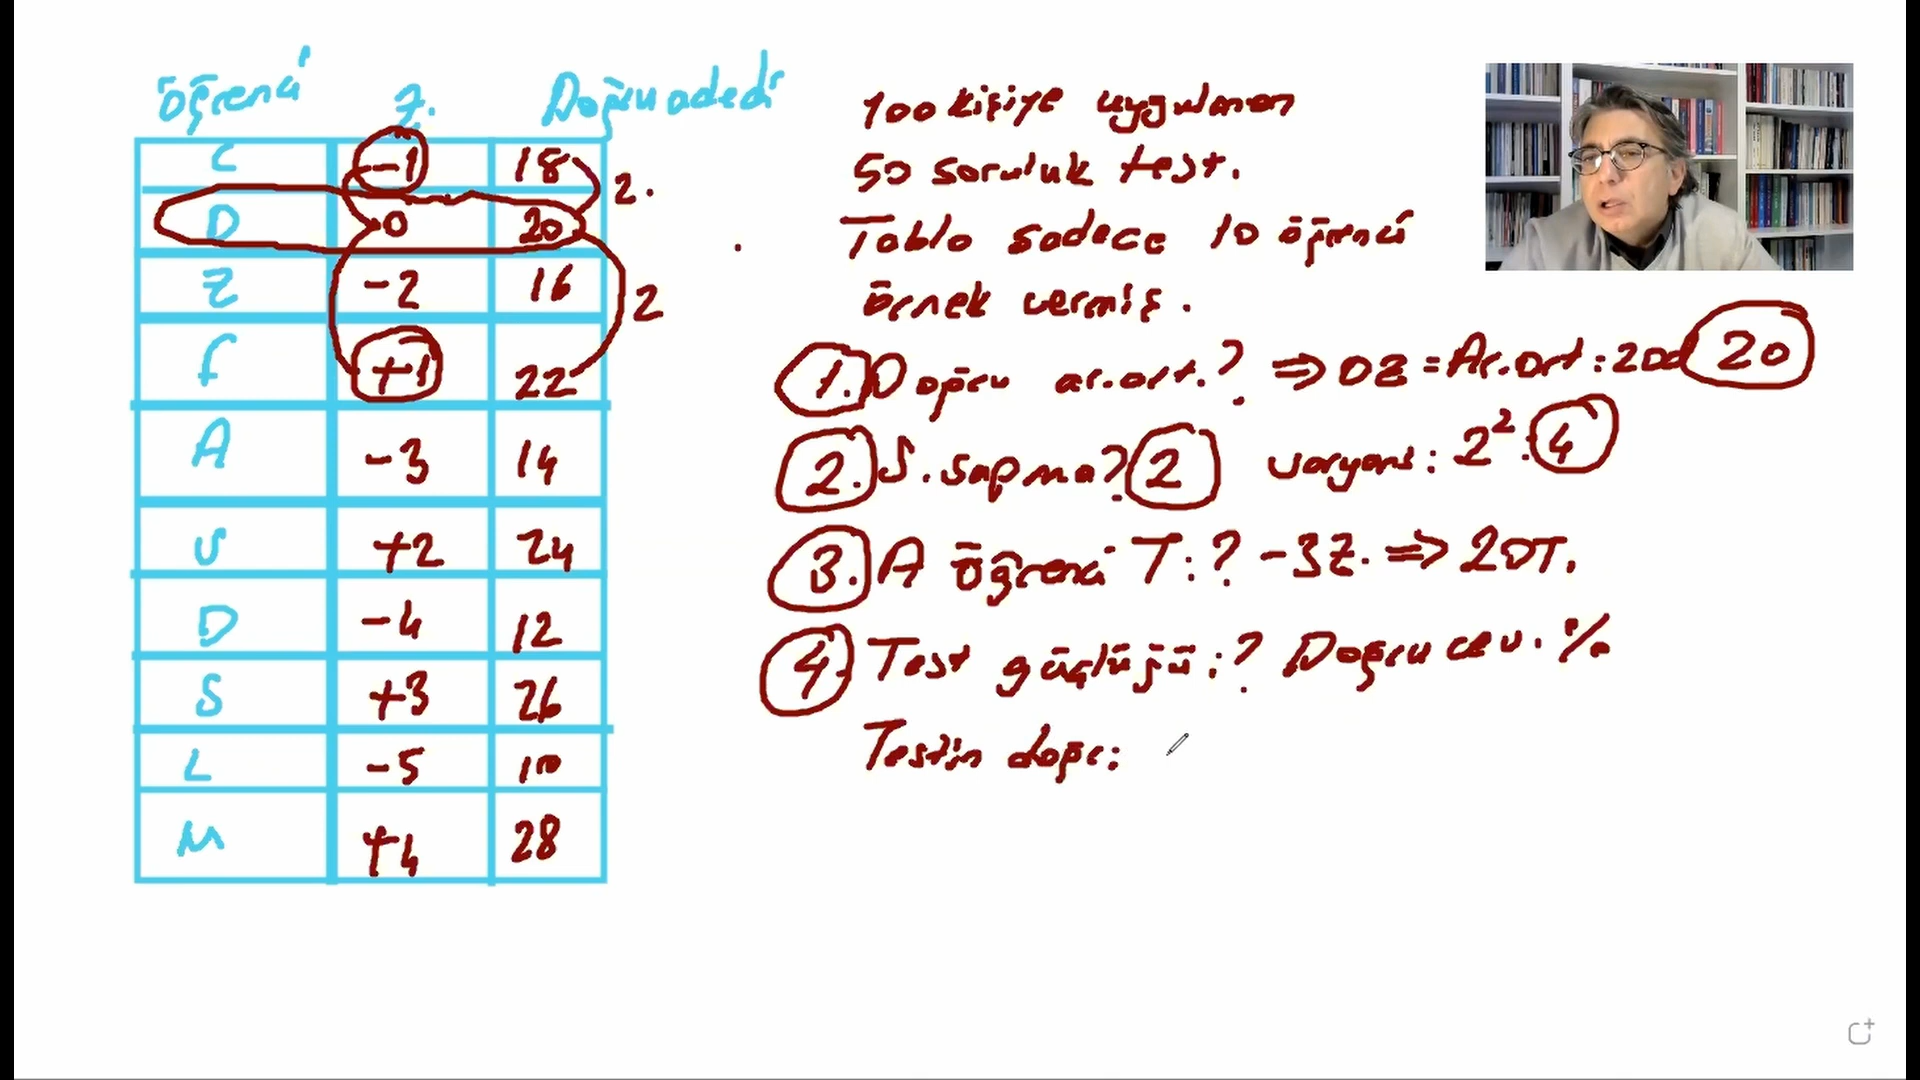 Öğrenci Z. Doğru adedi
C -1 18
D 0 20
Z -2 16
F +1 22
A -3 14
U +2 24
D -4 12
S +3 26
L -5 10
M +4 28
2.
2
100 kişiye uygulanan
50 soruluk test.
Tablo sadece 10 öğrenci
örnek vermiş.
1. Doğru ar.ort.? ⇒ 0Z = Ar.ort: 20d 20
2. S. sapma? 2 varyans: 2²: 4
3. A öğrenci T:? -3Z. ⇒ 20T.
4. Test güçlüğü:? Doğru cev. %
Testin doğr: